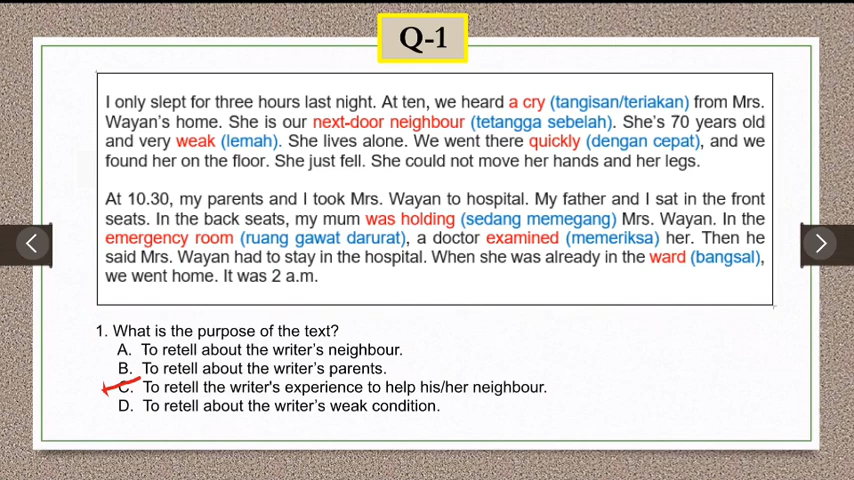 Q-1
I only slept for three hours last night. At ten, we heard a cry (tangisan/teriakan) from Mrs.
Wayan's home. She is our next-door neighbour (tetangga sebelah). She's 70 years old
and very weak (lemah). She lives alone. We went there quickly (dengan cepat), and we
found her on the floor. She just fell. She could not move her hands and her legs.
At 10.30, my parents and I took Mrs. Wayan to hospital. My father and I sat in the front
seats. In the back seats, my mum was holding (sedang memegang) Mrs. Wayan. In the
emergency room (ruang gawat darurat), a doctor examined (memeriksa) her. Then he
said Mrs. Wayan had to stay in the hospital. When she was already in the ward (bangsal),
we went home. It was 2 a.m.
1. What is the purpose of the text?
A. To retell about the writer's neighbour.
B. To retell about the writer's parents.
C. To retell the writer's experience to help his/her neighbour.
D. To retell about the writer's weak condition.